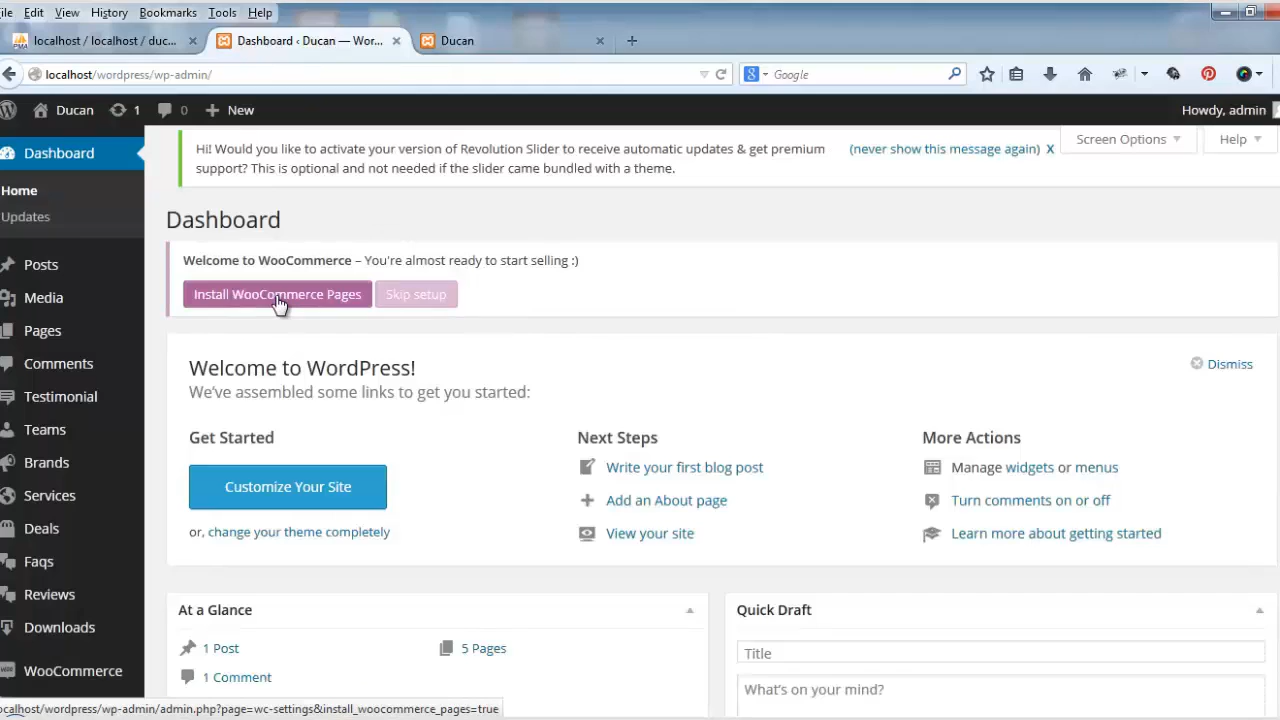 ile Edit View History Bookmarks Tools Help
localhost / localhost / duc... × Dashboard ‹ Ducan — Wor... × Ducan × +
localhost/wordpress/wp-admin/ Google
Ducan 1 0 New Howdy, admin
Hi! Would you like to activate your version of Revolution Slider to receive automatic updates & get premium (never show this message again) X
support? This is optional and not needed if the slider came bundled with a theme.
Screen Options Help
Dashboard
Home
Updates
Posts
Media
Pages
Comments
Testimonial
Teams
Brands
Services
Deals
Faqs
Reviews
Downloads
WooCommerce
Dashboard
Welcome to WooCommerce – You're almost ready to start selling :)
Install WooCommerce Pages Skip setup
Welcome to WordPress!
Dismiss
We've assembled some links to get you started:
Get Started
Customize Your Site
or, change your theme completely
Next Steps
Write your first blog post
Add an About page
View your site
More Actions
Manage widgets or menus
Turn comments on or off
Learn more about getting started
At a Glance
1 Post 5 Pages
1 Comment
Quick Draft
Title
What's on your mind?
ocalhost/wordpress/wp-admin/admin.php?page=wc-settings&install_woocommerce_pages=true